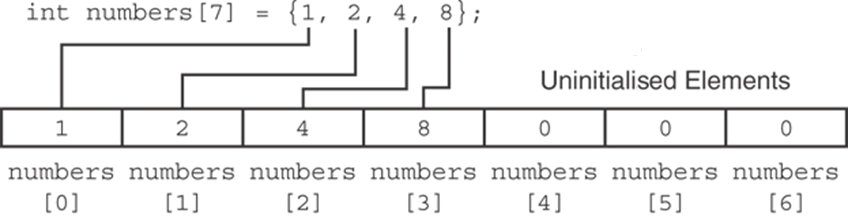 int numbers[7] = {1, 2, 4, 8};
Uninitialised Elements
1 2 4 8 0 0 0
numbers numbers numbers numbers numbers numbers numbers
[0] [1] [2] [3] [4] [5] [6]